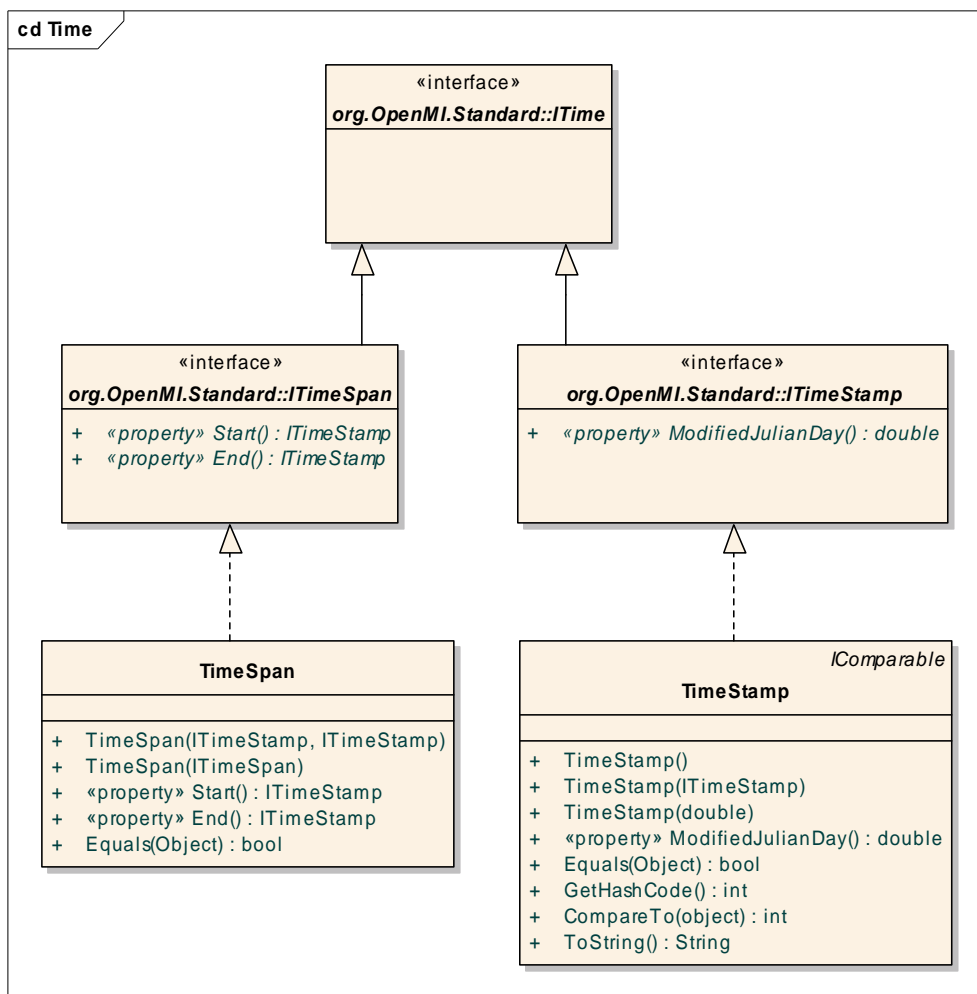 cd Time
«interface»
org.OpenMI.Standard::ITime
«interface»
org.OpenMI.Standard::ITimeSpan
+ «property» Start() : ITimeStamp
+ «property» End() : ITimeStamp
«interface»
org.OpenMI.Standard::ITimeStamp
+ «property» ModifiedJulianDay() : double
TimeSpan
+ TimeSpan(ITimeStamp, ITimeStamp)
+ TimeSpan(ITimeSpan)
+ «property» Start() : ITimeStamp
+ «property» End() : ITimeStamp
+ Equals(Object) : bool
IComparable
TimeStamp
+ TimeStamp()
+ TimeStamp(ITimeStamp)
+ TimeStamp(double)
+ «property» ModifiedJulianDay() : double
+ Equals(Object) : bool
+ GetHashCode() : int
+ CompareTo(object) : int
+ ToString() : String